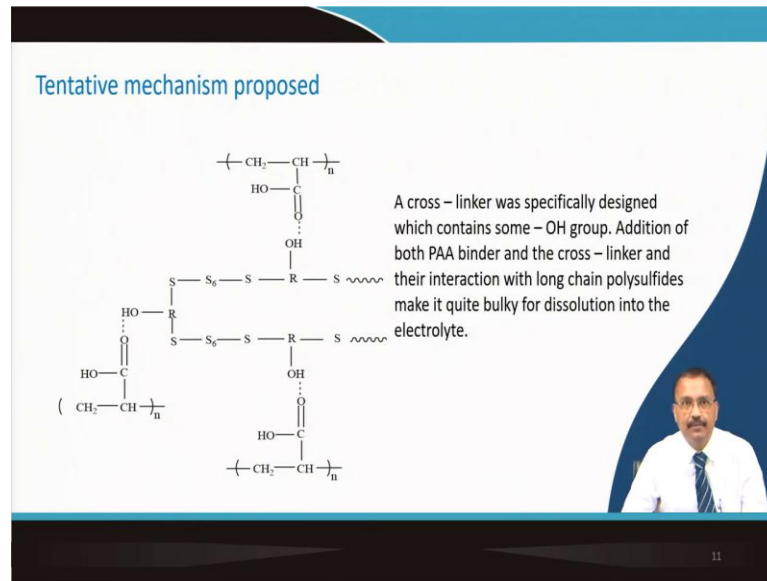 Tentative mechanism proposed
( CH2 — CH )n
HO — C
O
OH
S — S6 — S — R — S
HO — R
S — S6 — S — R — S
O
OH
HO — C
O
( CH2 — CH )n
HO — C
( CH2 — CH )n
A cross – linker was specifically designed
which contains some – OH group. Addition of
both PAA binder and the cross – linker and
their interaction with long chain polysulfides
make it quite bulky for dissolution into the
electrolyte.
11